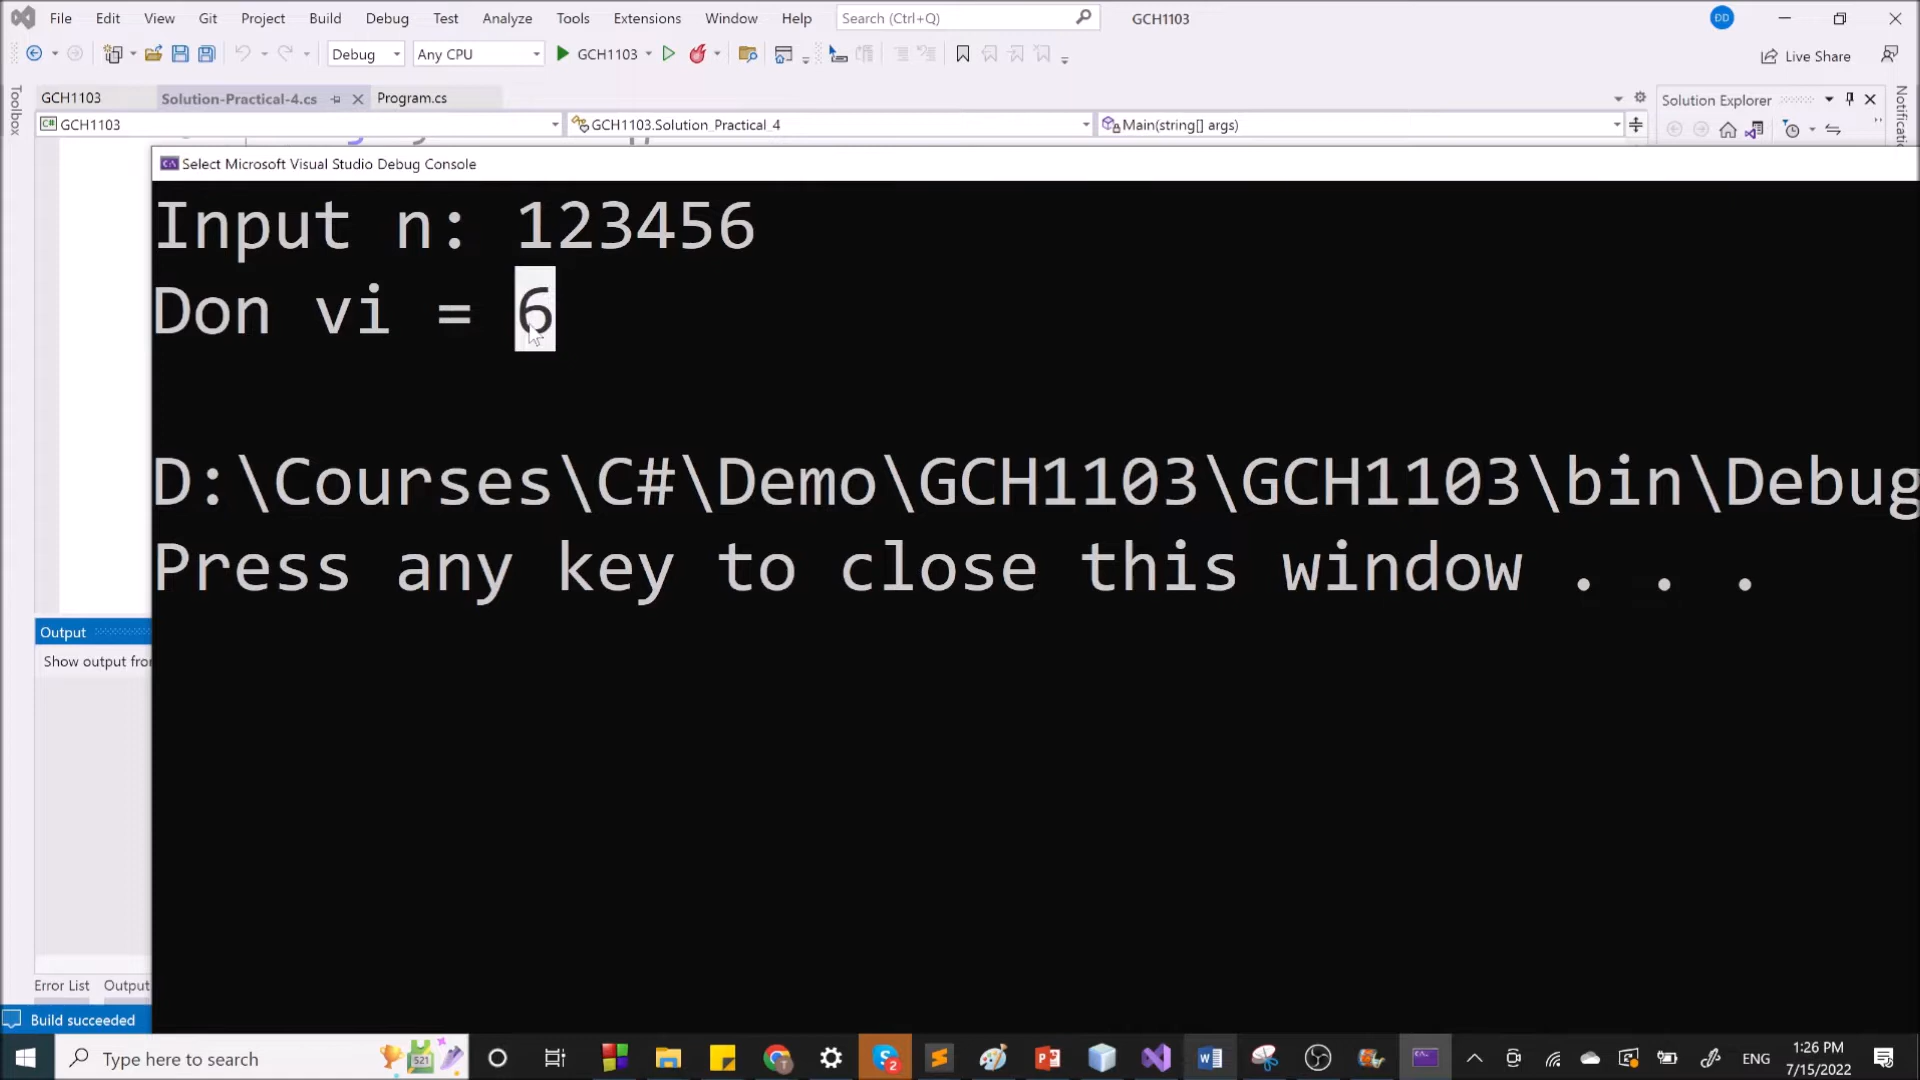 File Edit View Git Project Build Debug Test Analyze Tools Extensions Window Help Search (Ctrl+Q) GCH1103 DD
Debug Any CPU GCH1103 Live Share
Toolbox GCH1103 Solution-Practical-4.cs Program.cs Solution Explorer
GCH1103 GCH1103.Solution_Practical_4 Main(string[] args)
Select Microsoft Visual Studio Debug Console
Input n: 123456
Don vi = 6
D:\Courses\C#\Demo\GCH1103\GCH1103\bin\Debug
Press any key to close this window . . .
Output
Show output fro
Error List Output
Build succeeded
Type here to search 521 2 ENG 1:26 PM
7/15/2022